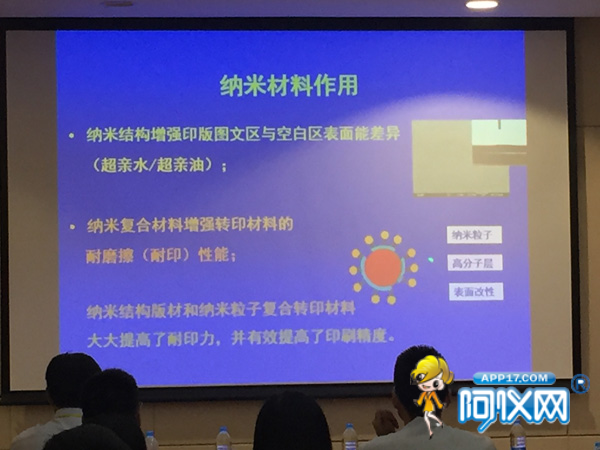 纳米材料作用
• 纳米结构增强印版图文区与空白区表面能差异
（超亲水/超亲油）；
• 纳米复合材料增强转印材料的
耐磨擦（耐印）性能；
纳米粒子
高分子层
表面改性
纳米结构版材和纳米粒子复合转印材料
大大提高了耐印力，并有效提高了印刷精度。
APP17.COM
阿仪网®